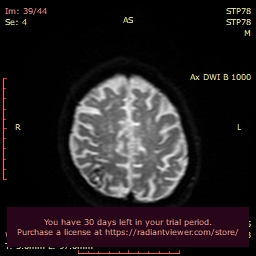 Im: 39/44
Se: 4
AS
STP78
STP78
M
Ax DWI B 1000
R
L
You have 30 days left in your trial period.
Purchase a license at https://radiantviewer.com/store/